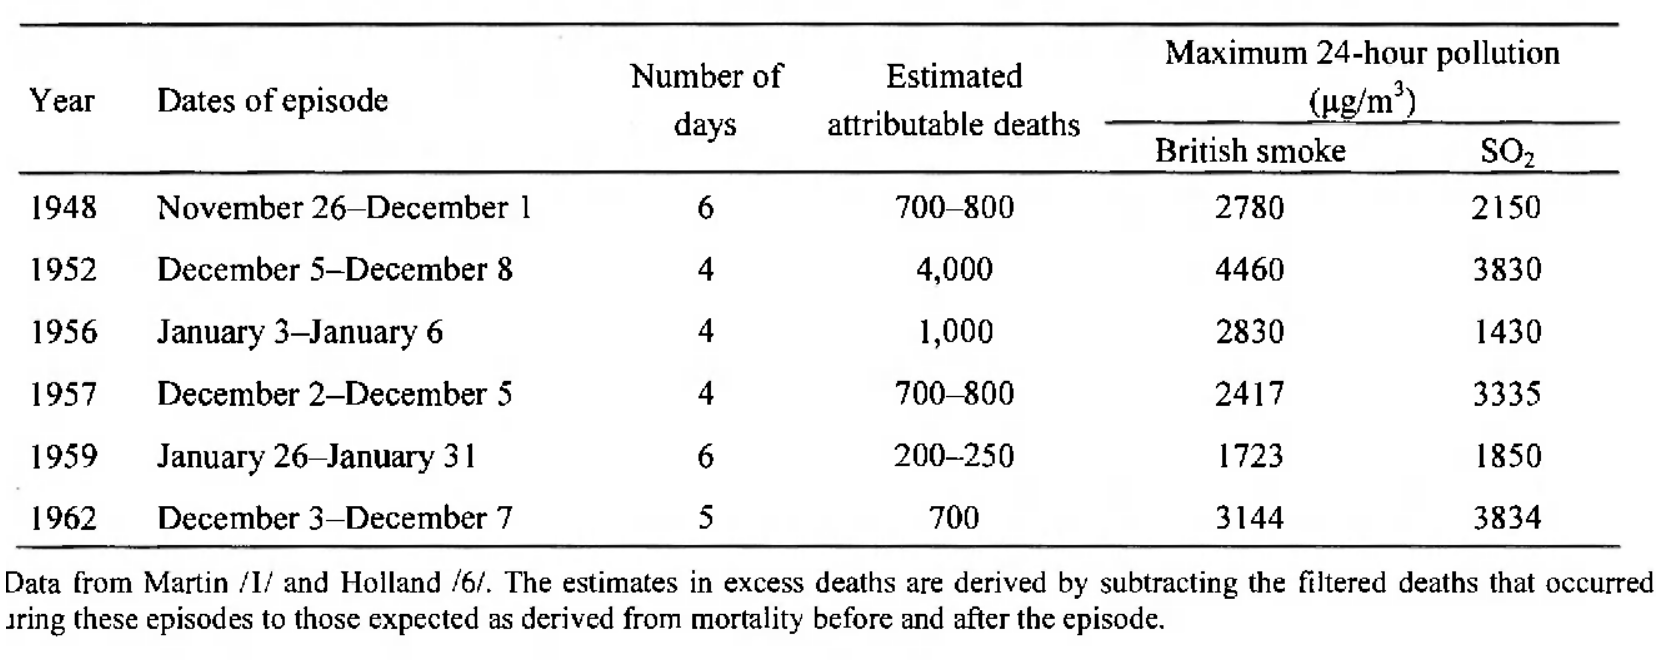 Year Dates of episode Number of days Estimated attributable deaths Maximum 24-hour pollution (μg/m³)
British smoke SO₂
1948 November 26–December 1 6 700–800 2780 2150
1952 December 5–December 8 4 4,000 4460 3830
1956 January 3–January 6 4 1,000 2830 1430
1957 December 2–December 5 4 700–800 2417 3335
1959 January 26–January 31 6 200–250 1723 1850
1962 December 3–December 7 5 700 3144 3834
Data from Martin /I/ and Holland /6/. The estimates in excess deaths are derived by subtracting the filtered deaths that occurred
uring these episodes to those expected as derived from mortality before and after the episode.